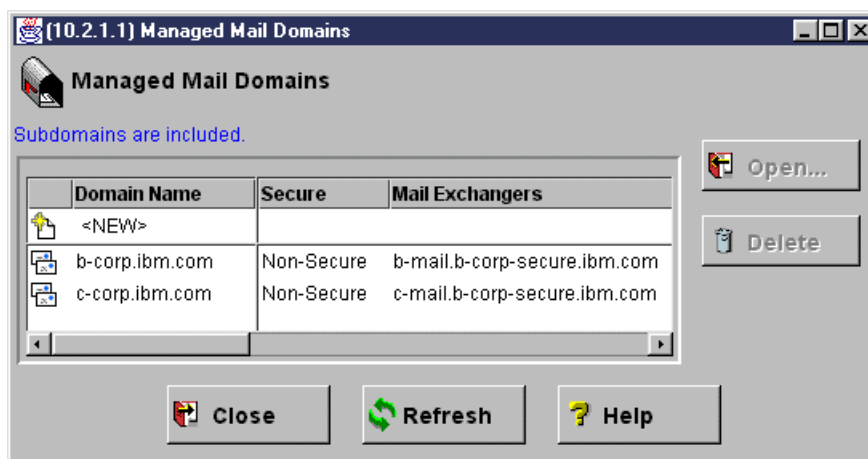 (10.2.1.1) Managed Mail Domains
Managed Mail Domains
Subdomains are included.
Open...
Domain Name Secure Mail Exchangers
<NEW>
Delete
b-corp.ibm.com Non-Secure b-mail.b-corp-secure.ibm.com
c-corp.ibm.com Non-Secure c-mail.b-corp-secure.ibm.com
Close Refresh Help